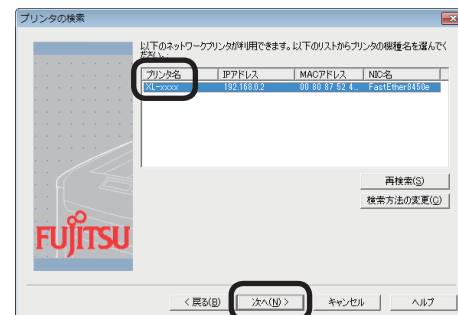 プリンタの検索
以下のネットワークプリンタが利用できます。以下のリストからプリンタの機種名を選んでく
ださい。
プリンタ名 IPアドレス MACアドレス NIC名
XL-xxxx 192.168.0.2 00 80 87 52 4... FastEther8450e
再検索(S)
検索方法の変更(C)
FUJITSU
< 戻る(B) 次へ(N) > キャンセル ヘルプ